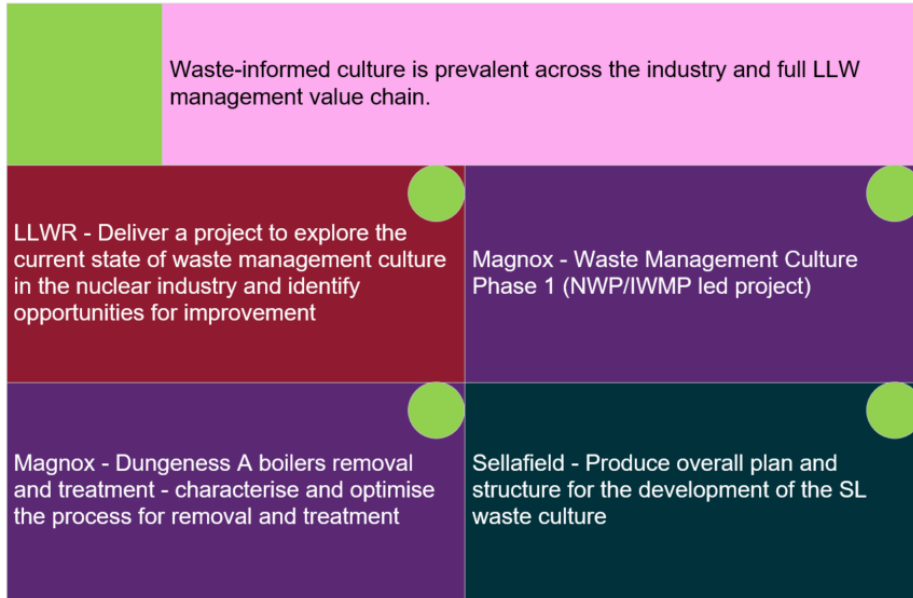 Waste-informed culture is prevalent across the industry and full LLW
management value chain.
LLWR - Deliver a project to explore the
current state of waste management culture
in the nuclear industry and identify
opportunities for improvement
Magnox - Waste Management Culture
Phase 1 (NWP/IWMP led project)
Magnox - Dungeness A boilers removal
and treatment - characterise and optimise
the process for removal and treatment
Sellafield - Produce overall plan and
structure for the development of the SL
waste culture